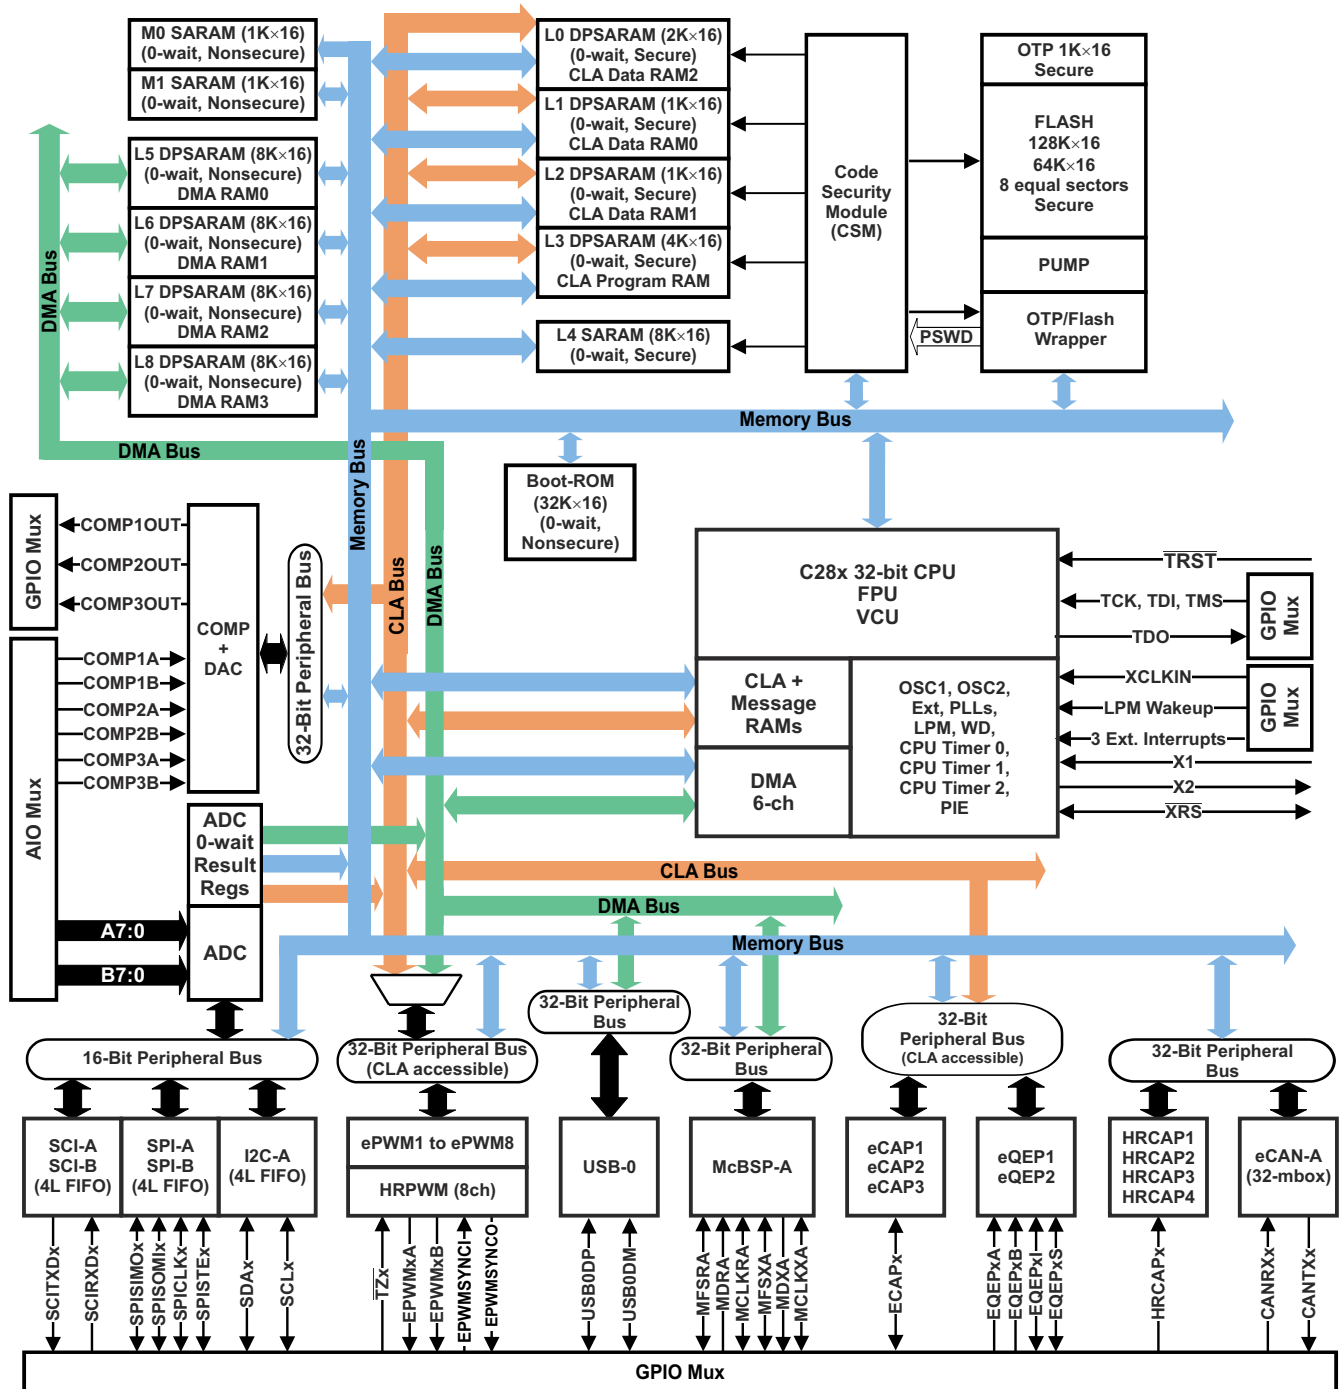 M0 SARAM (1K×16)
(0-wait, Nonsecure)
M1 SARAM (1K×16)
(0-wait, Nonsecure)
L5 DPSARAM (8K×16)
(0-wait, Nonsecure)
DMA RAM0
L6 DPSARAM (8K×16)
(0-wait, Nonsecure)
DMA RAM1
L7 DPSARAM (8K×16)
(0-wait, Nonsecure)
DMA RAM2
L8 DPSARAM (8K×16)
(0-wait, Nonsecure)
DMA RAM3
DMA Bus
L0 DPSARAM (2K×16)
(0-wait, Secure)
CLA Data RAM2
L1 DPSARAM (1K×16)
(0-wait, Secure)
CLA Data RAM0
L2 DPSARAM (1K×16)
(0-wait, Secure)
CLA Data RAM1
L3 DPSARAM (4K×16)
(0-wait, Secure)
CLA Program RAM
L4 SARAM (8K×16)
(0-wait, Secure)
Code
Security
Module
(CSM)
OTP 1K×16
Secure
FLASH
128K×16
64K×16
8 equal sectors
Secure
PUMP
OTP/Flash
Wrapper
PSWD
Memory Bus
DMA Bus
Memory Bus
CLA Bus
DMA Bus
Boot-ROM
(32K×16)
(0-wait,
Nonsecure)
GPIO Mux
COMP1OUT
COMP2OUT
COMP3OUT
COMP
+
DAC
32-Bit Peripheral Bus
AIO Mux
COMP1A
COMP1B
COMP2A
COMP2B
COMP3A
COMP3B
ADC
0-wait
Result
Regs
ADC
A7:0
B7:0
C28x 32-bit CPU
FPU
VCU
CLA +
Message
RAMs
DMA
6-ch
OSC1, OSC2,
Ext, PLLs,
LPM, WD,
CPU Timer 0,
CPU Timer 1,
CPU Timer 2,
PIE
TRST
TCK, TDI, TMS
TDO
GPIO
Mux
XCLKIN
LPM Wakeup
3 Ext. Interrupts
GPIO
Mux
X1
X2
XRS
CLA Bus
DMA Bus
Memory Bus
16-Bit Peripheral Bus
32-Bit Peripheral Bus
(CLA accessible)
32-Bit Peripheral
Bus
32-Bit Peripheral
Bus
32-Bit
Peripheral Bus
(CLA accessible)
32-Bit Peripheral
Bus
SCI-A
SCI-B
(4L FIFO)
SPI-A
SPI-B
(4L FIFO)
I2C-A
(4L FIFO)
ePWM1 to ePWM8
HRPWM (8ch)
USB-0
McBSP-A
eCAP1
eCAP2
eCAP3
eQEP1
eQEP2
HRCAP1
HRCAP2
HRCAP3
HRCAP4
eCAN-A
(32-mbox)
SCITXDx
SCIRXDx
SPISIMOx
SPISOMIx
SPICLKx
SPISTEx
SDAx
SCLx
TZx
EPWMxA
EPWMxB
EPWMSYNCI
EPWMSYNCO
USB0DP
USB0DM
MFSRA
MDRA
MCLKRA
MFSXA
MDXA
MCLKXA
ECAPx
EQEPxA
EQEPxB
EQEPxI
EQEPxS
HRCAPx
CANRXx
CANTXx
GPIO Mux